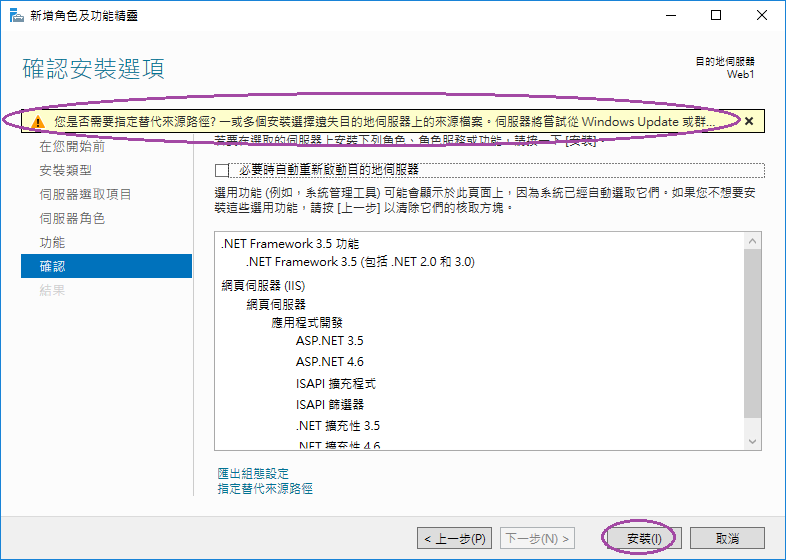 新增角色及功能精靈
確認安裝選項
目的地伺服器
Web1
您是否需要指定替代來源路徑? 一或多個安裝選擇遺失目的地伺服器上的來源檔案。伺服器將嘗試從 Windows Update 或群...
在您開始前
安裝類型
伺服器選取項目
伺服器角色
功能
確認
結果
若要在選取的伺服器上安裝下列角色、角色服務或功能，請按一下 [安裝]。
必要時自動重新啟動目的地伺服器
選用功能 (例如，系統管理工具) 可能會顯示於此頁面上，因為系統已經自動選取它們。如果您不想要安
裝這些選用功能，請按 [上一步] 以清除它們的核取方塊。
.NET Framework 3.5 功能
.NET Framework 3.5 (包括 .NET 2.0 和 3.0)
網頁伺服器 (IIS)
網頁伺服器
應用程式開發
ASP.NET 3.5
ASP.NET 4.6
ISAPI 擴充程式
ISAPI 篩選器
.NET 擴充性 3.5
.NET 擴充性 4.6
匯出組態設定
指定替代來源路徑
< 上一步(P)
下一步(N) >
安裝(I)
取消